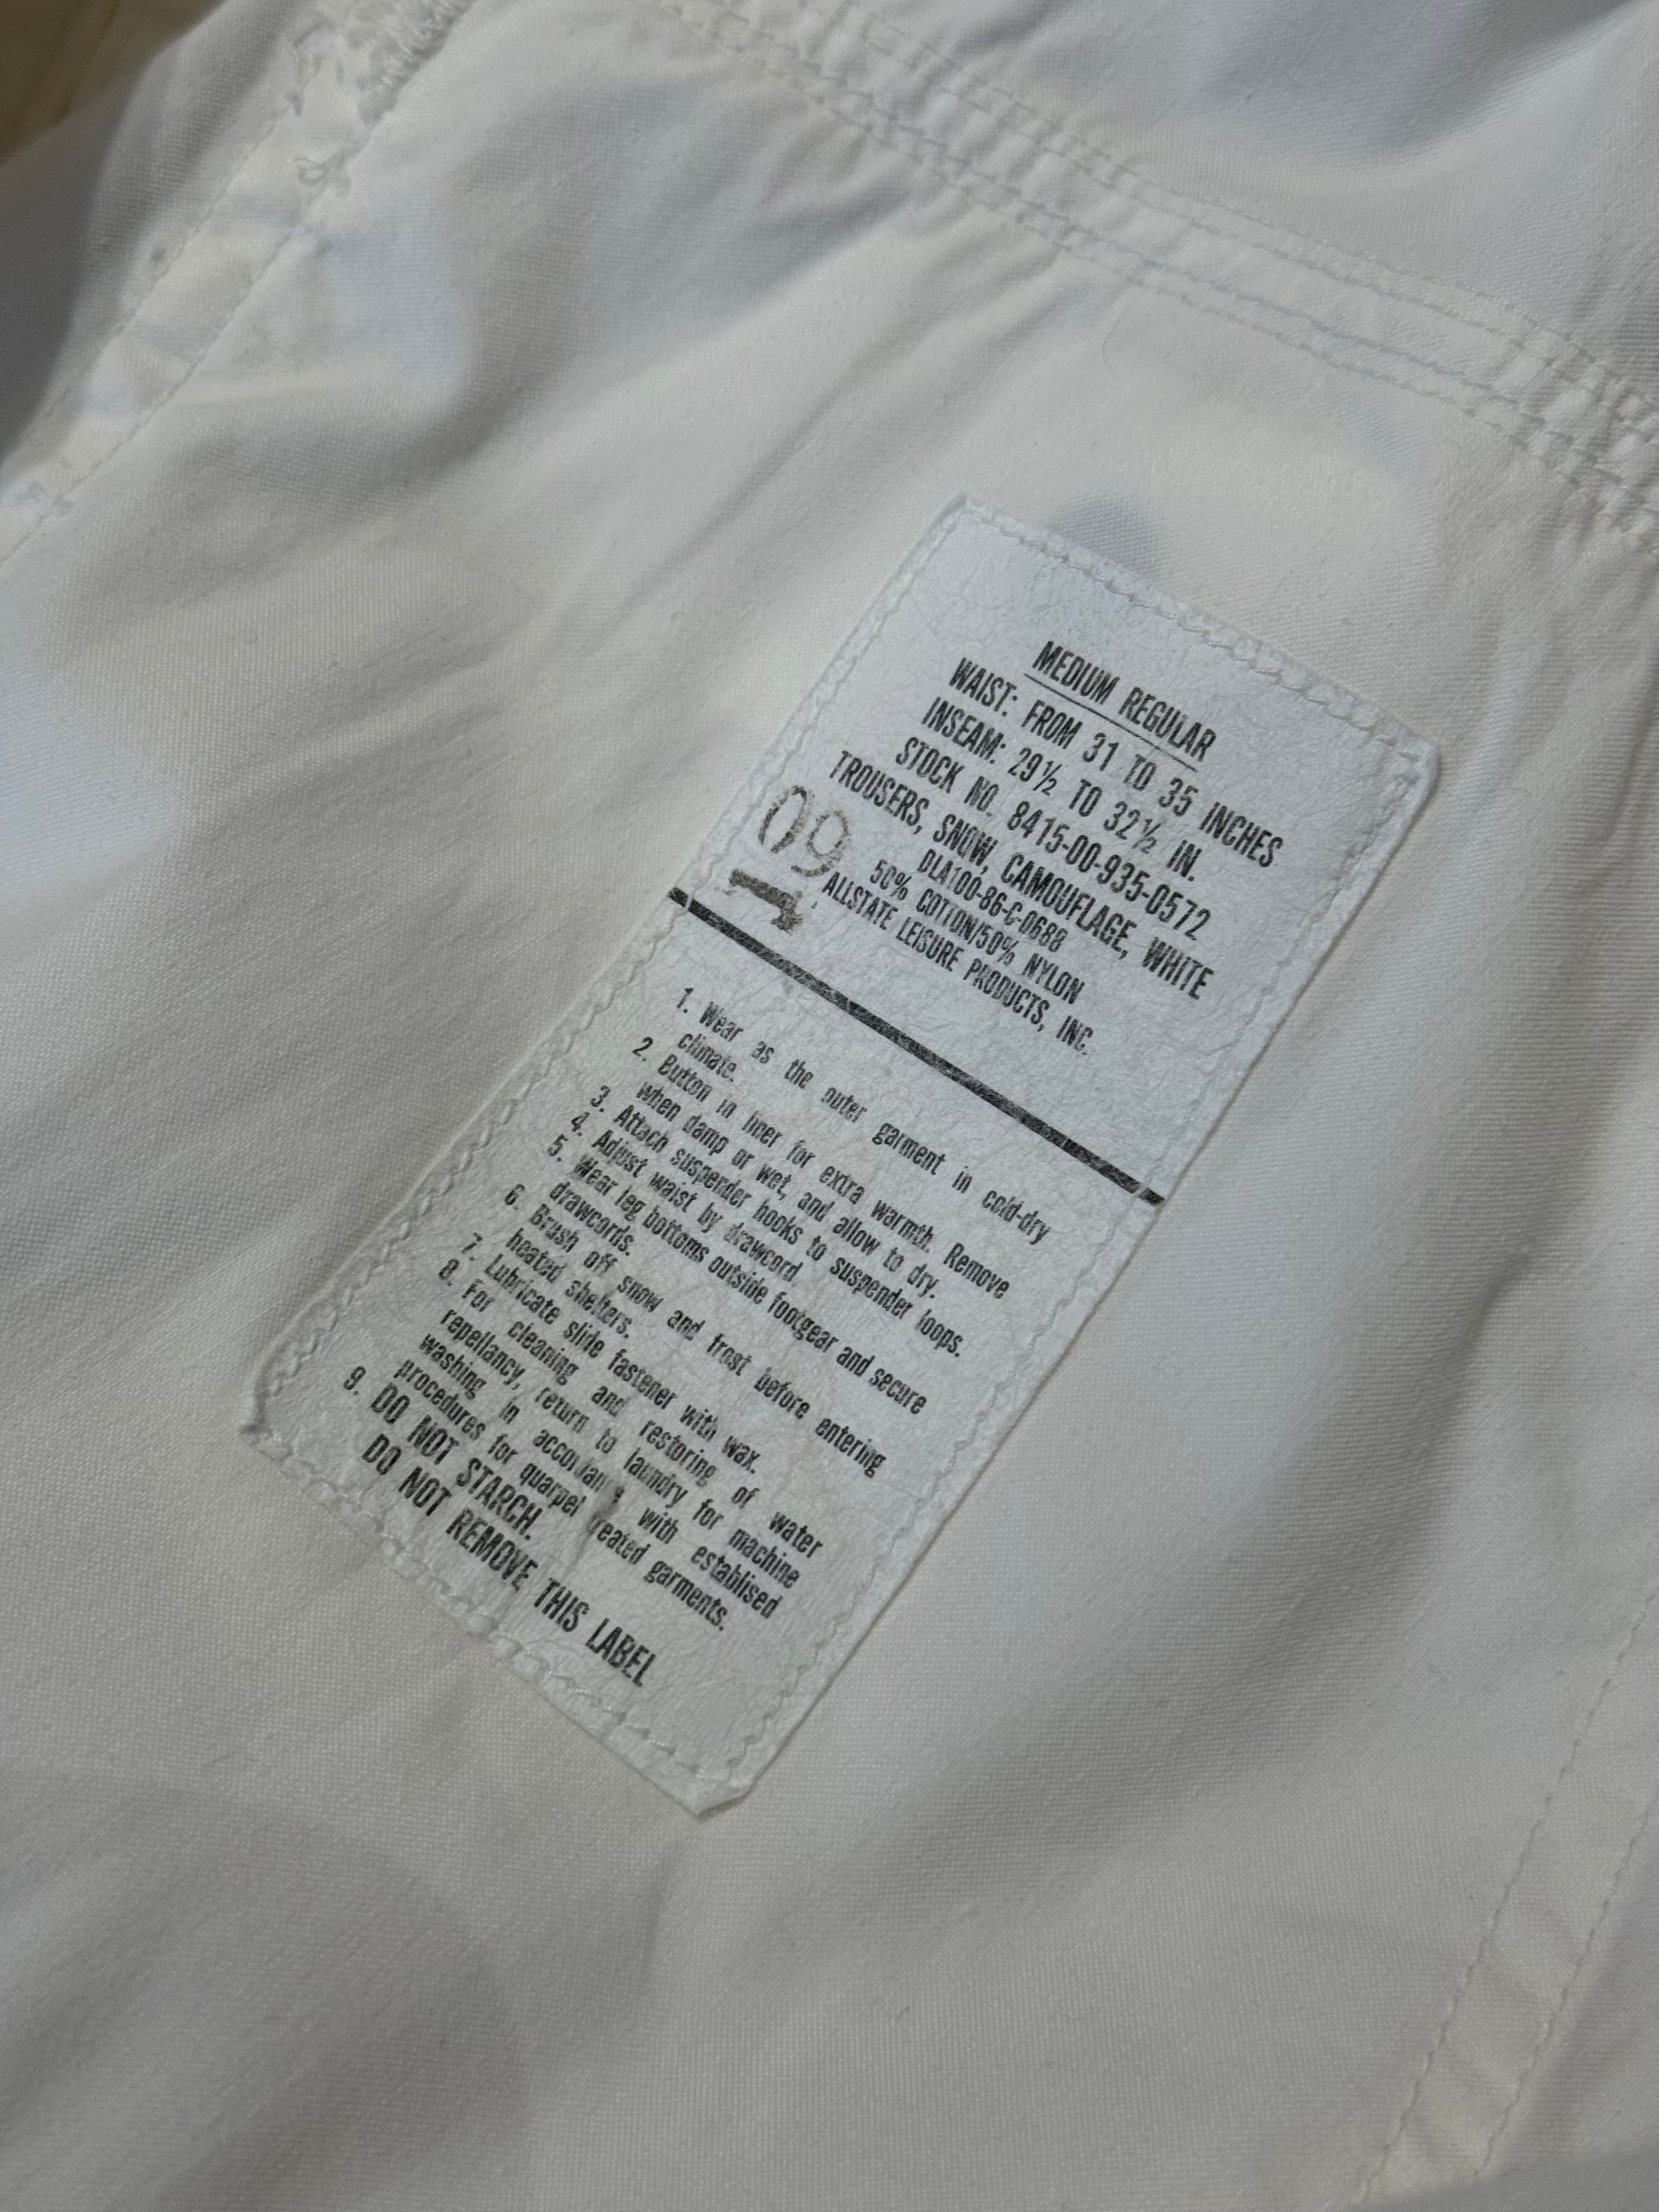 MEDIUM REGULAR
WAIST: FROM 31 TO 35 INCHES
INSEAM: 29½ TO 32½ IN.
STOCK NO. 8415-00-935-0572
TROUSERS, SNOW, CAMOUFLAGE, WHITE
DLA100-86-C-0688
50% COTTON/50% NYLON
ALLSTATE LEISURE PRODUCTS, INC.
1. Wear as the outer garment in cold-dry
climate.
2. Button in liner for extra warmth. Remove
when damp or wet, and allow to dry.
3. Attach suspender hooks to suspender loops.
4. Adjust waist by drawcord.
5. Wear leg bottoms outside footgear and secure
drawcords.
6. Brush off snow and frost before entering
heated shelters.
7. Lubricate slide fastener with wax.
8. For cleaning and restoring of water
repellancy, return to laundry for machine
washing in with establised
procedures for quarpel garments.
9. DO NOT STARCH.
DO NOT REMOVE THIS LABEL